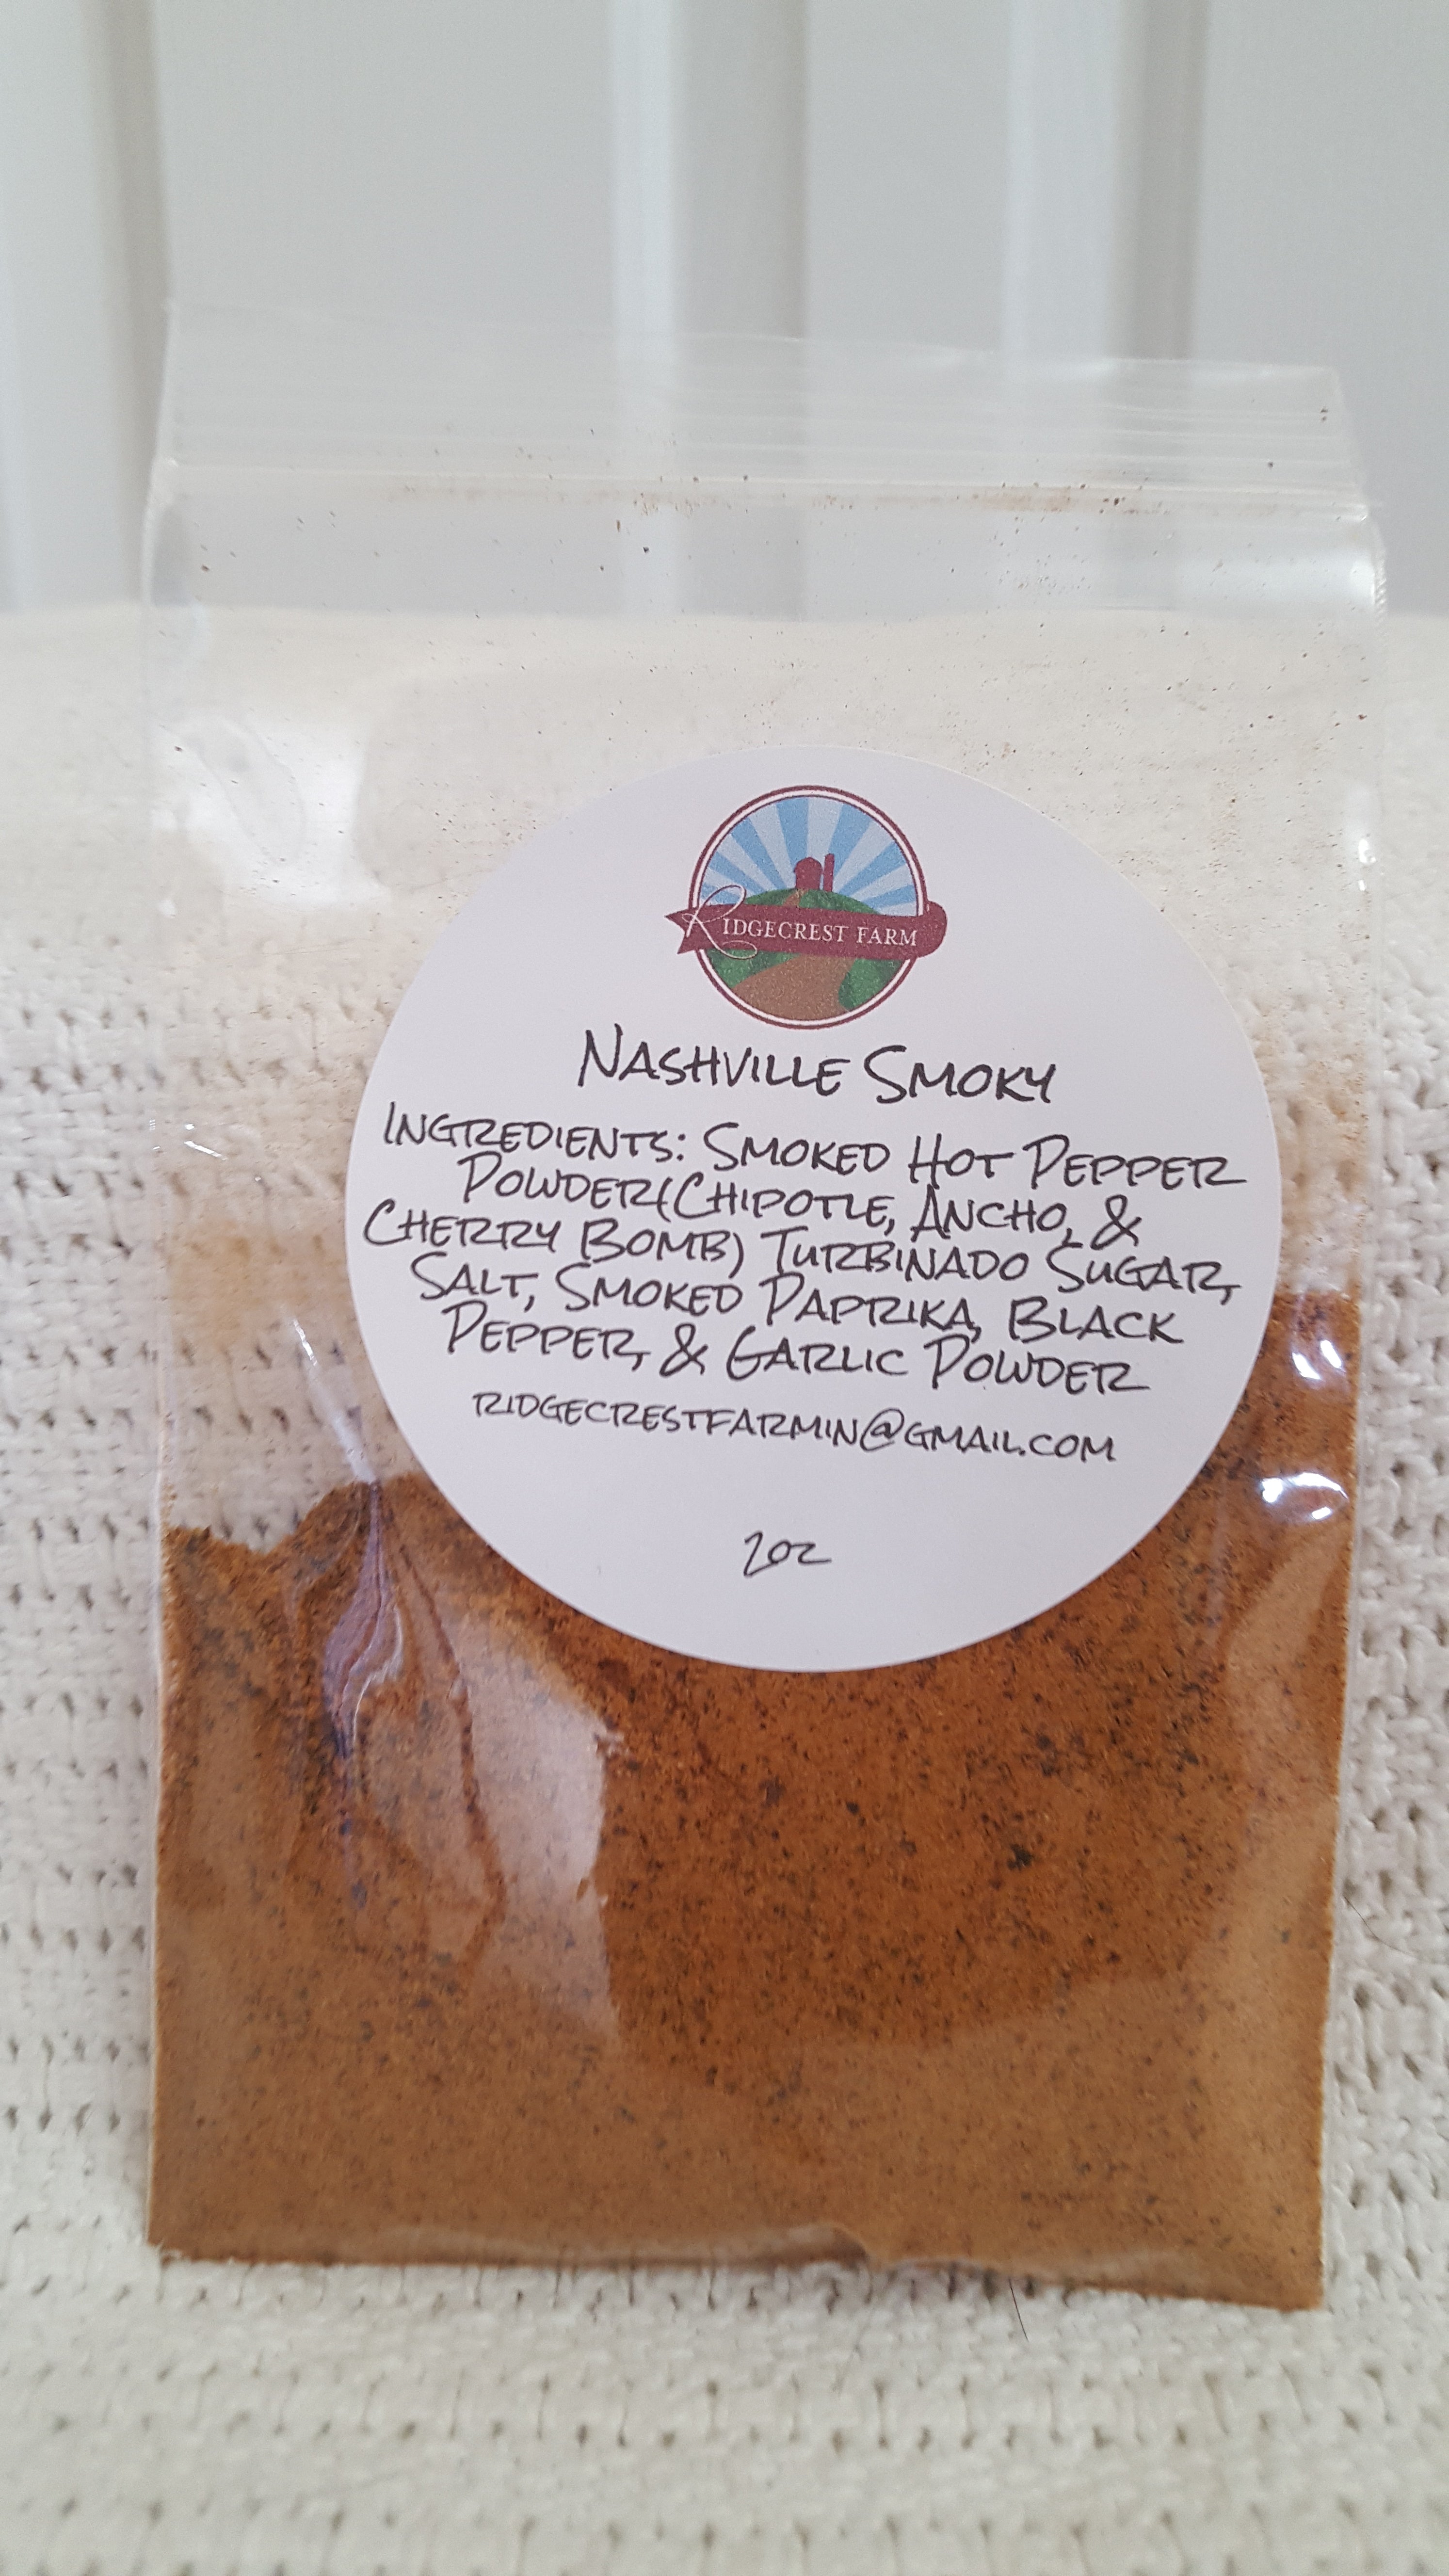 RIDGECREST FARM
NASHVILLE SMOKY
INGREDIENTS: SMOKED HOT PEPPER
POWDER(CHIPOTLE, ANCHO, &
CHERRY BOMB) TURBINADO SUGAR,
SALT, SMOKED PAPRIKA, BLACK
PEPPER, & GARLIC POWDER
RIDGECRESTFARMIN@GMAIL.COM
2OZ